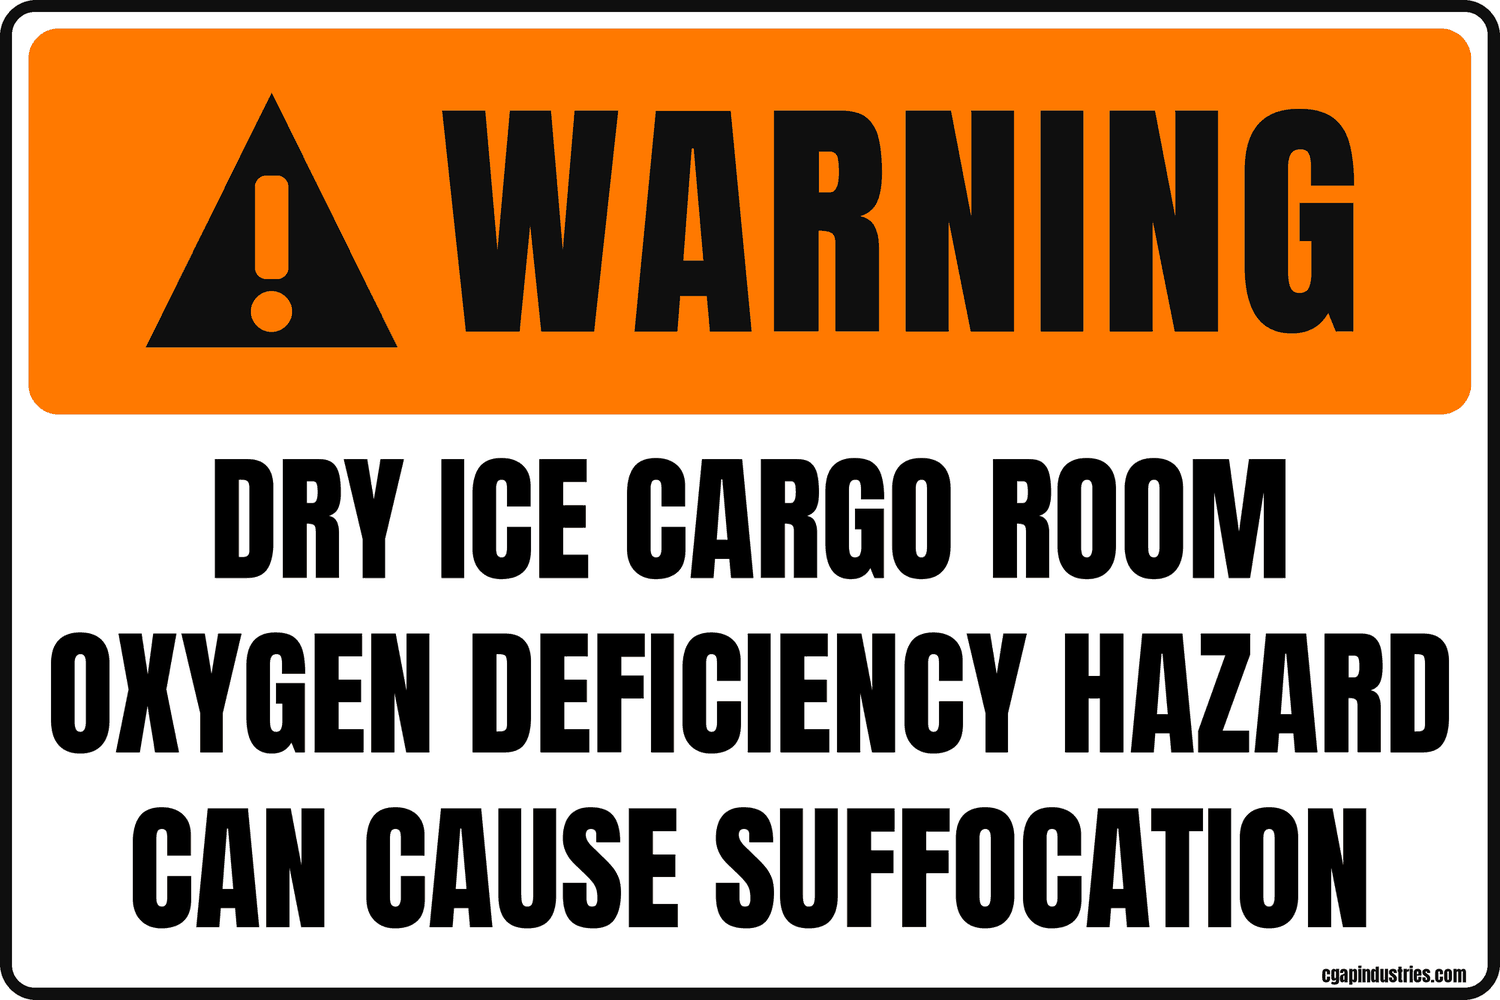 WARNING
DRY ICE CARGO ROOM
OXYGEN DEFICIENCY HAZARD
CAN CAUSE SUFFOCATION
cgapindustries.com